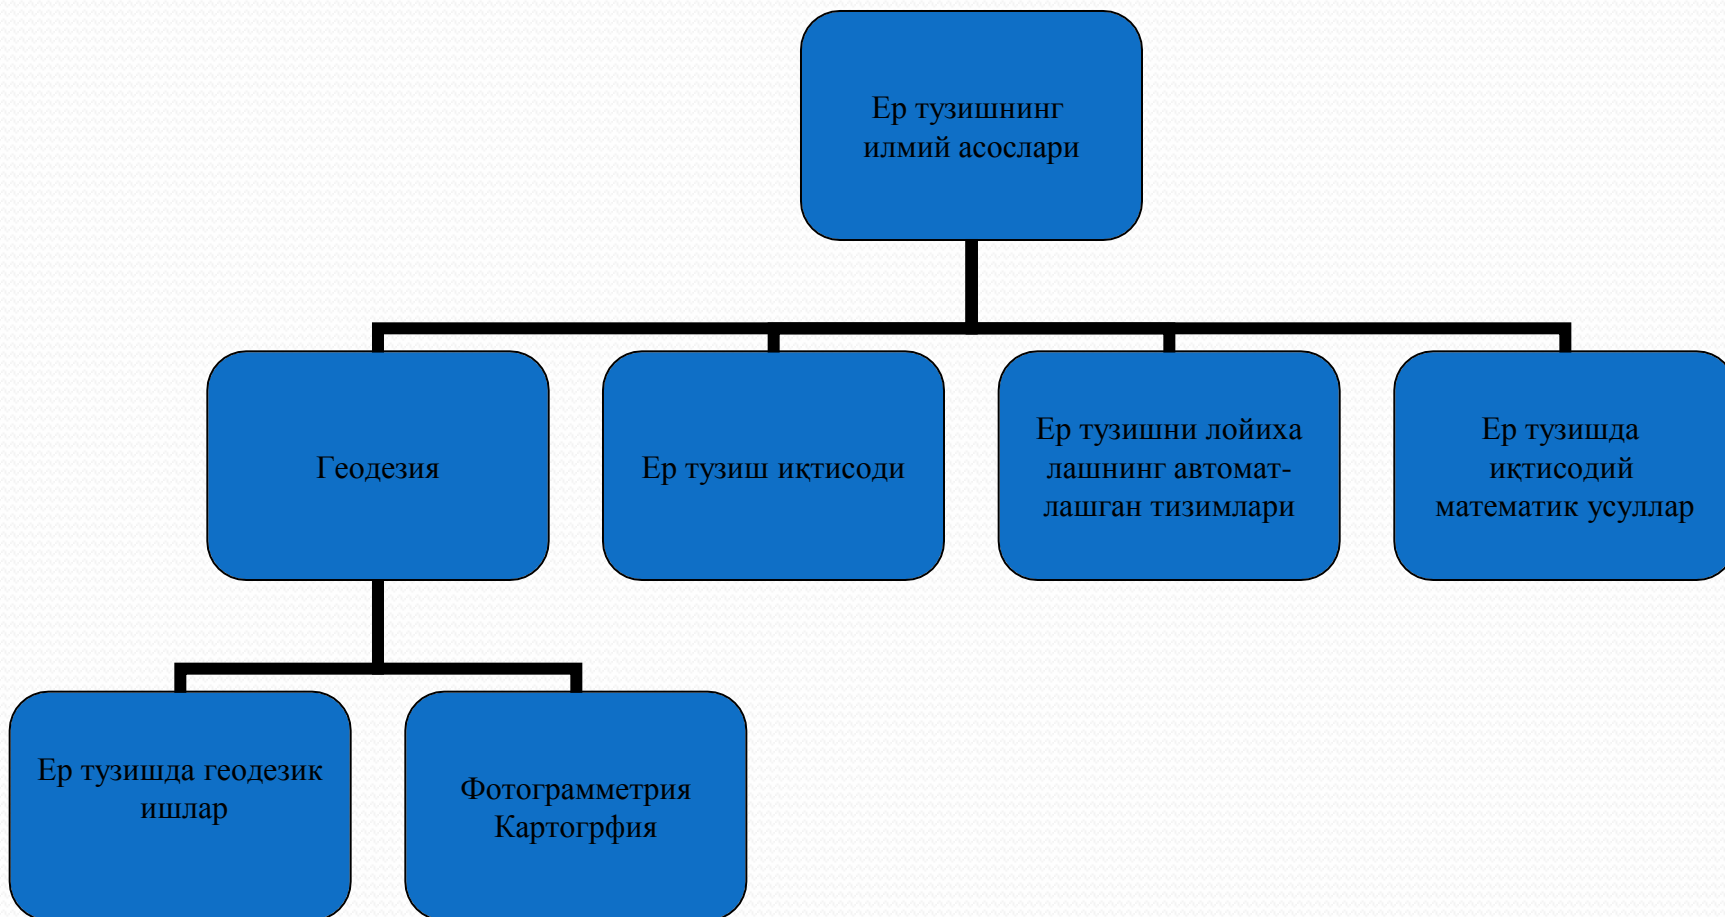 Ер тузишнинг
илмий асослари
Геодезия
Ер тузиш иқтисоди
Ер тузишни лойиха
лашнинг автомат-
лашган тизимлари
Ер тузишда
иқтисодий
математик усуллар
Ер тузишда геодезик
ишлар
Фотограмметрия
Картогрфия